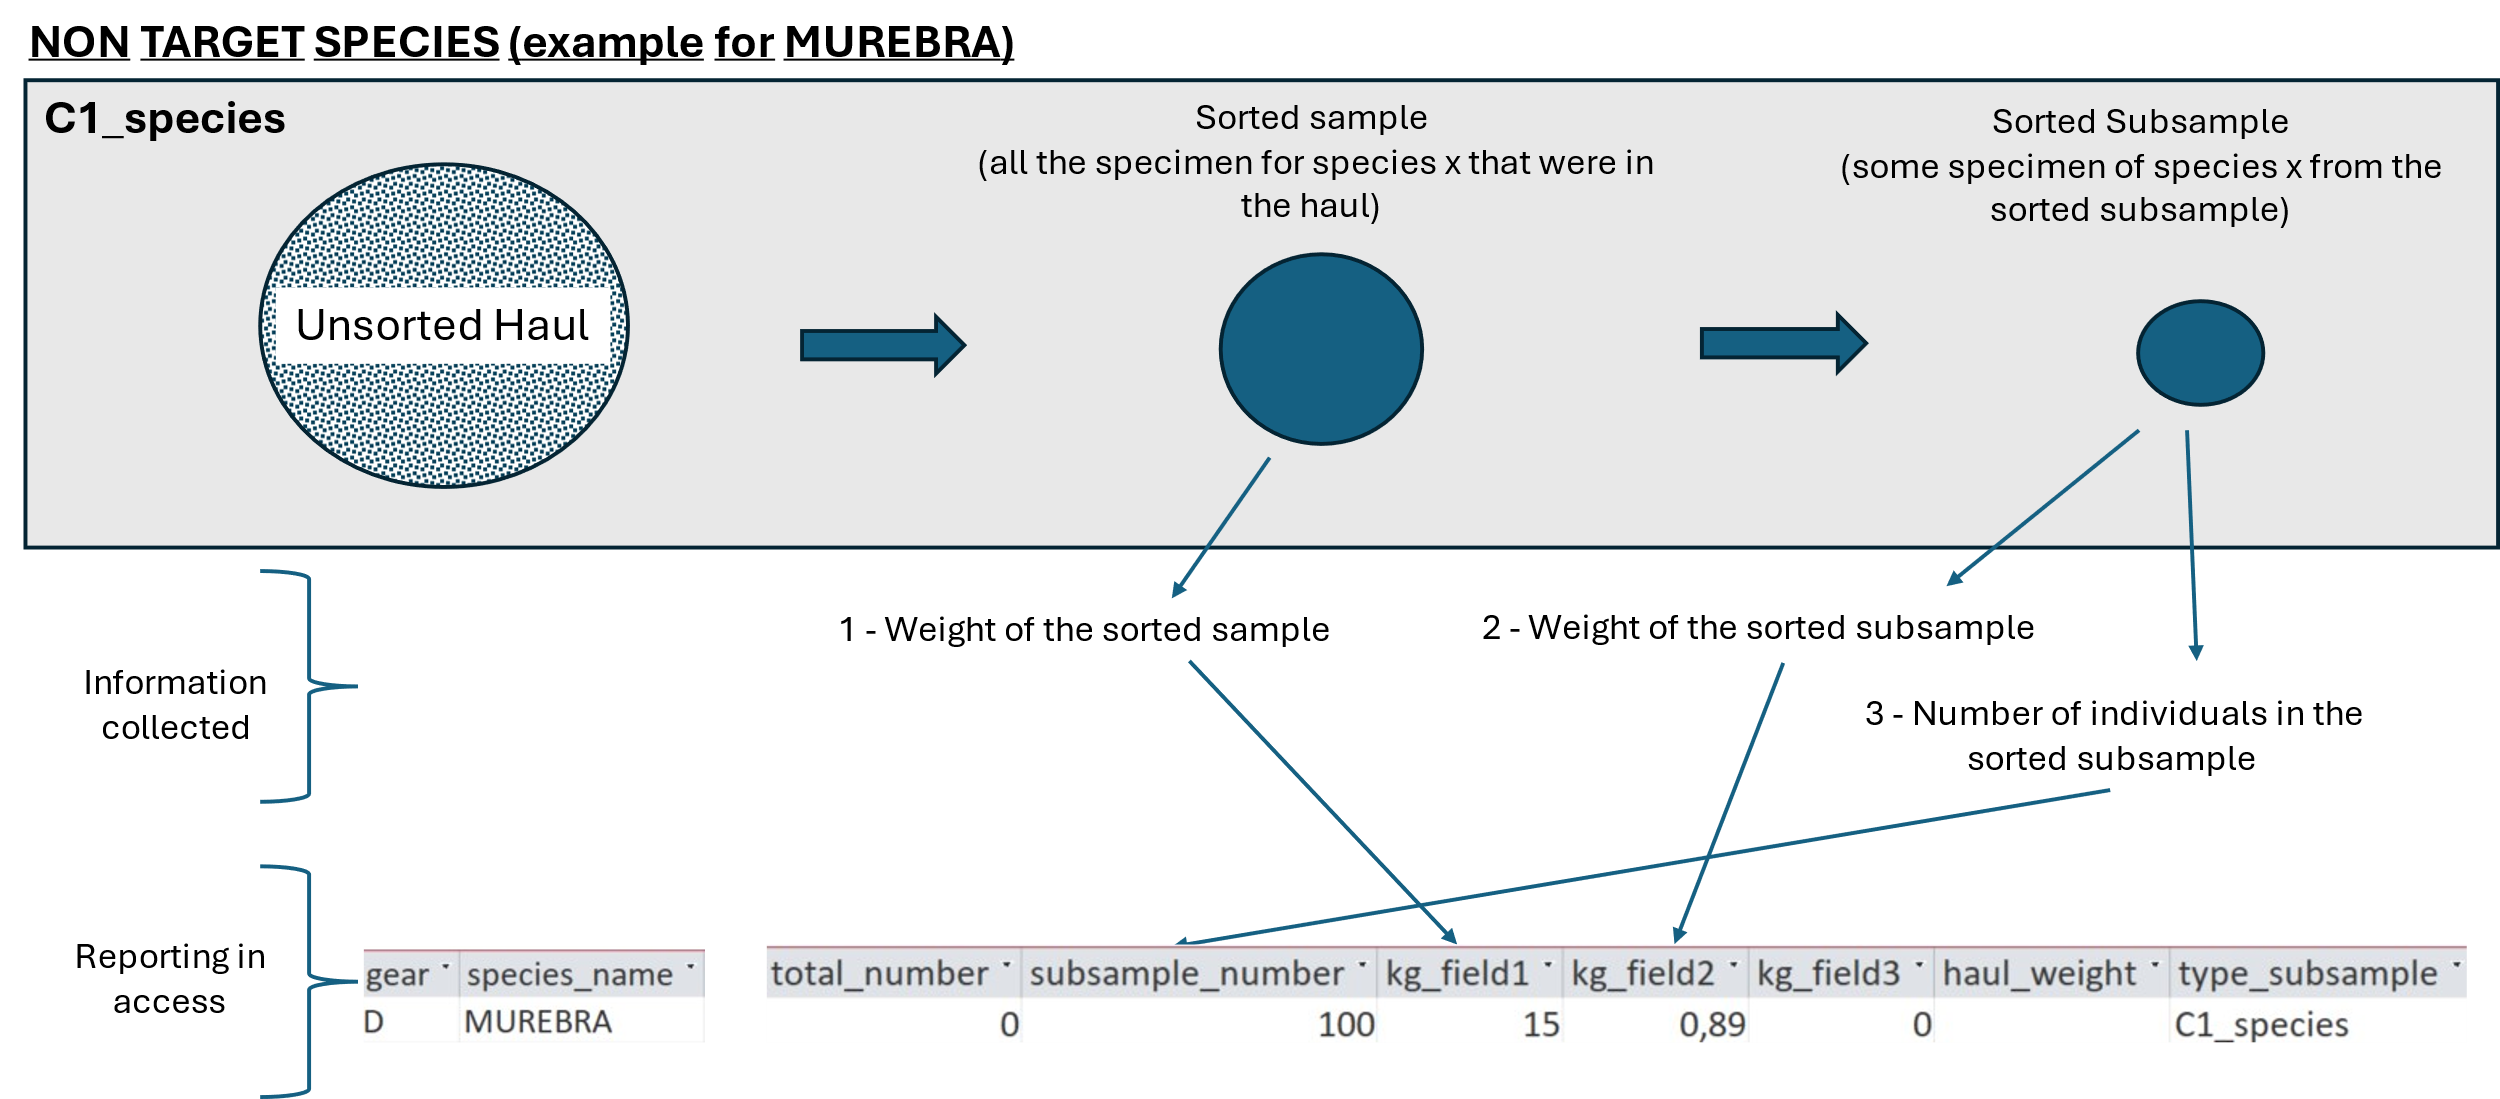 NON TARGET SPECIES (example for MUREBRA)
C1_species
Unsorted Haul
Sorted sample
(all the specimen for species x that were in
the haul)
Sorted Subsample
(some specimen of species x from the
sorted subsample)
Information
collected
1 - Weight of the sorted sample
2 - Weight of the sorted subsample
3 - Number of individuals in the
sorted subsample
Reporting in
access
gear species_name total_number subsample_number kg_field1 kg_field2 kg_field3 haul_weight type_subsample
D MUREBRA 0 100 15 0,89 0 C1_species